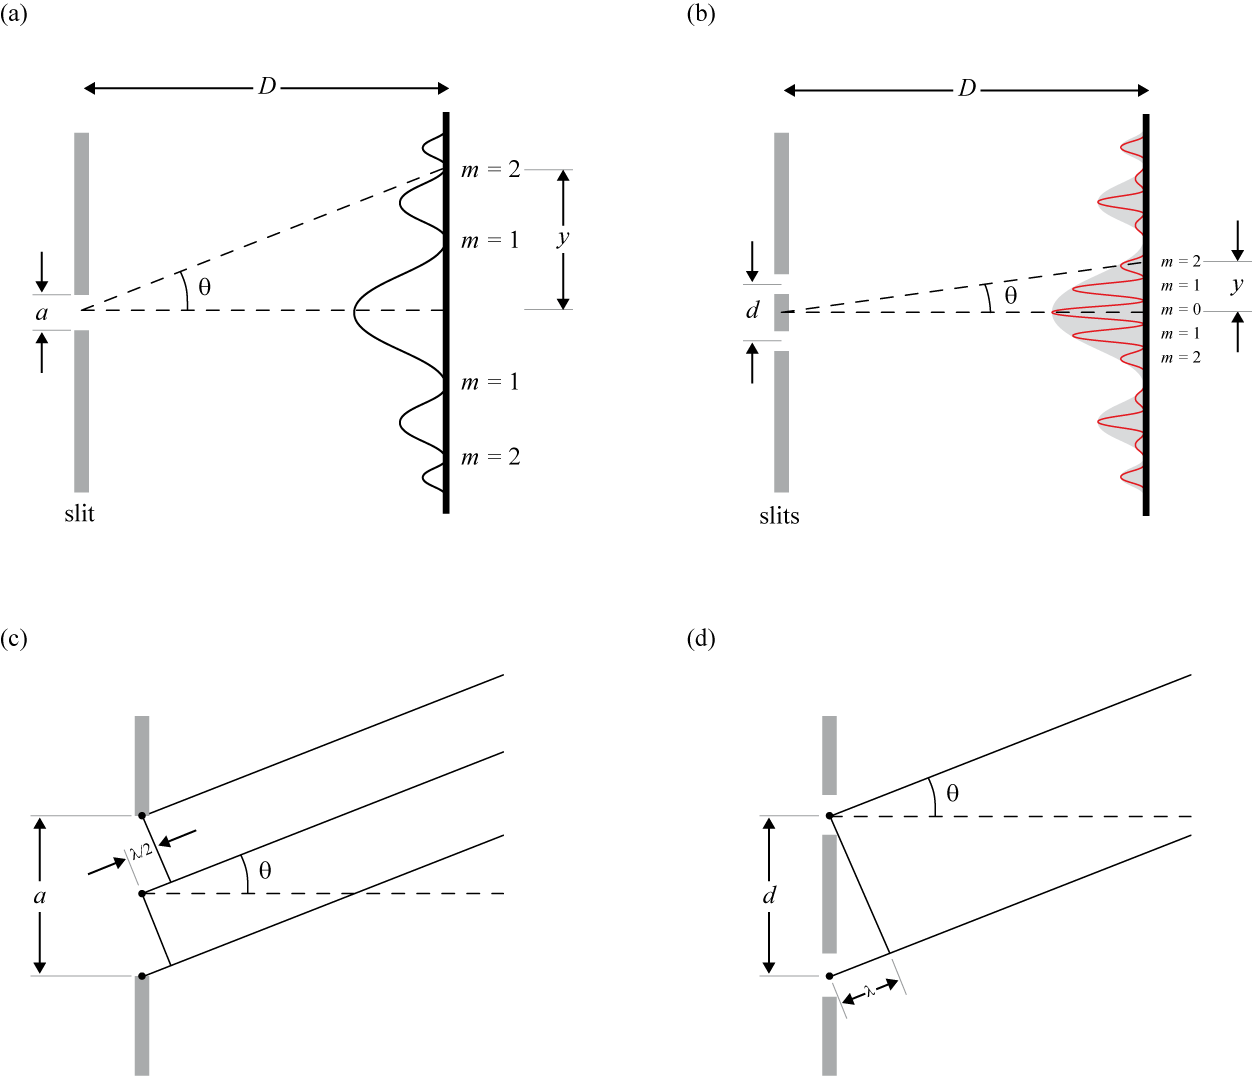 (a)
D
m = 2
m = 1
y
θ
a
m = 1
m = 2
slit
(b)
D
m = 2
m = 1
m = 0
m = 1
m = 2
y
θ
d
slits
(c)
λ/2
θ
a
(d)
θ
d
λ